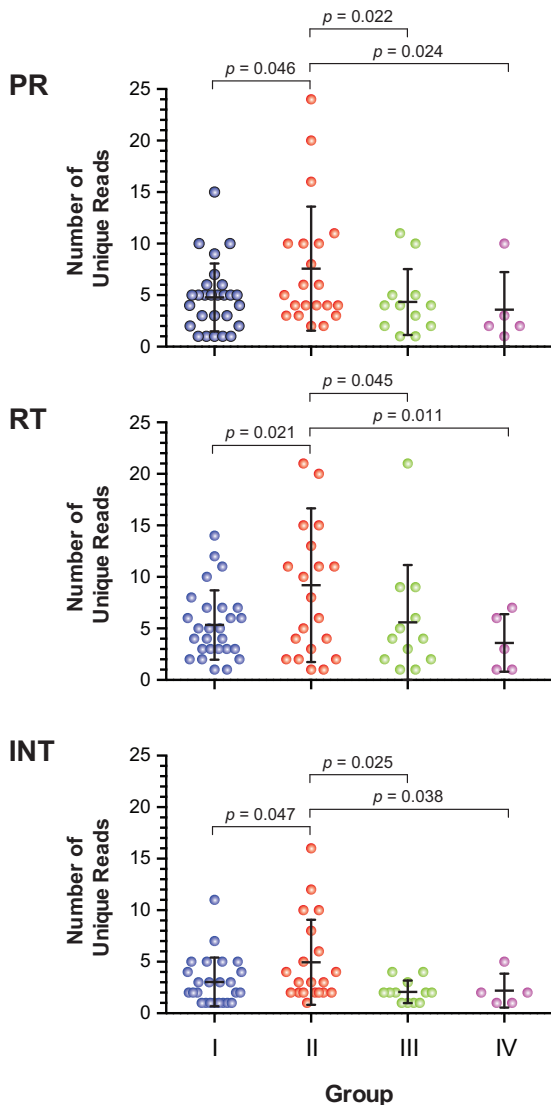 p = 0.022
p = 0.024
p = 0.046
PR
25
20
15
10
5
0
Number of
Unique Reads
p = 0.045
p = 0.011
p = 0.021
RT
25
20
15
10
5
0
Number of
Unique Reads
p = 0.025
p = 0.038
p = 0.047
INT
25
20
15
10
5
0
Number of
Unique Reads
I II III IV
Group